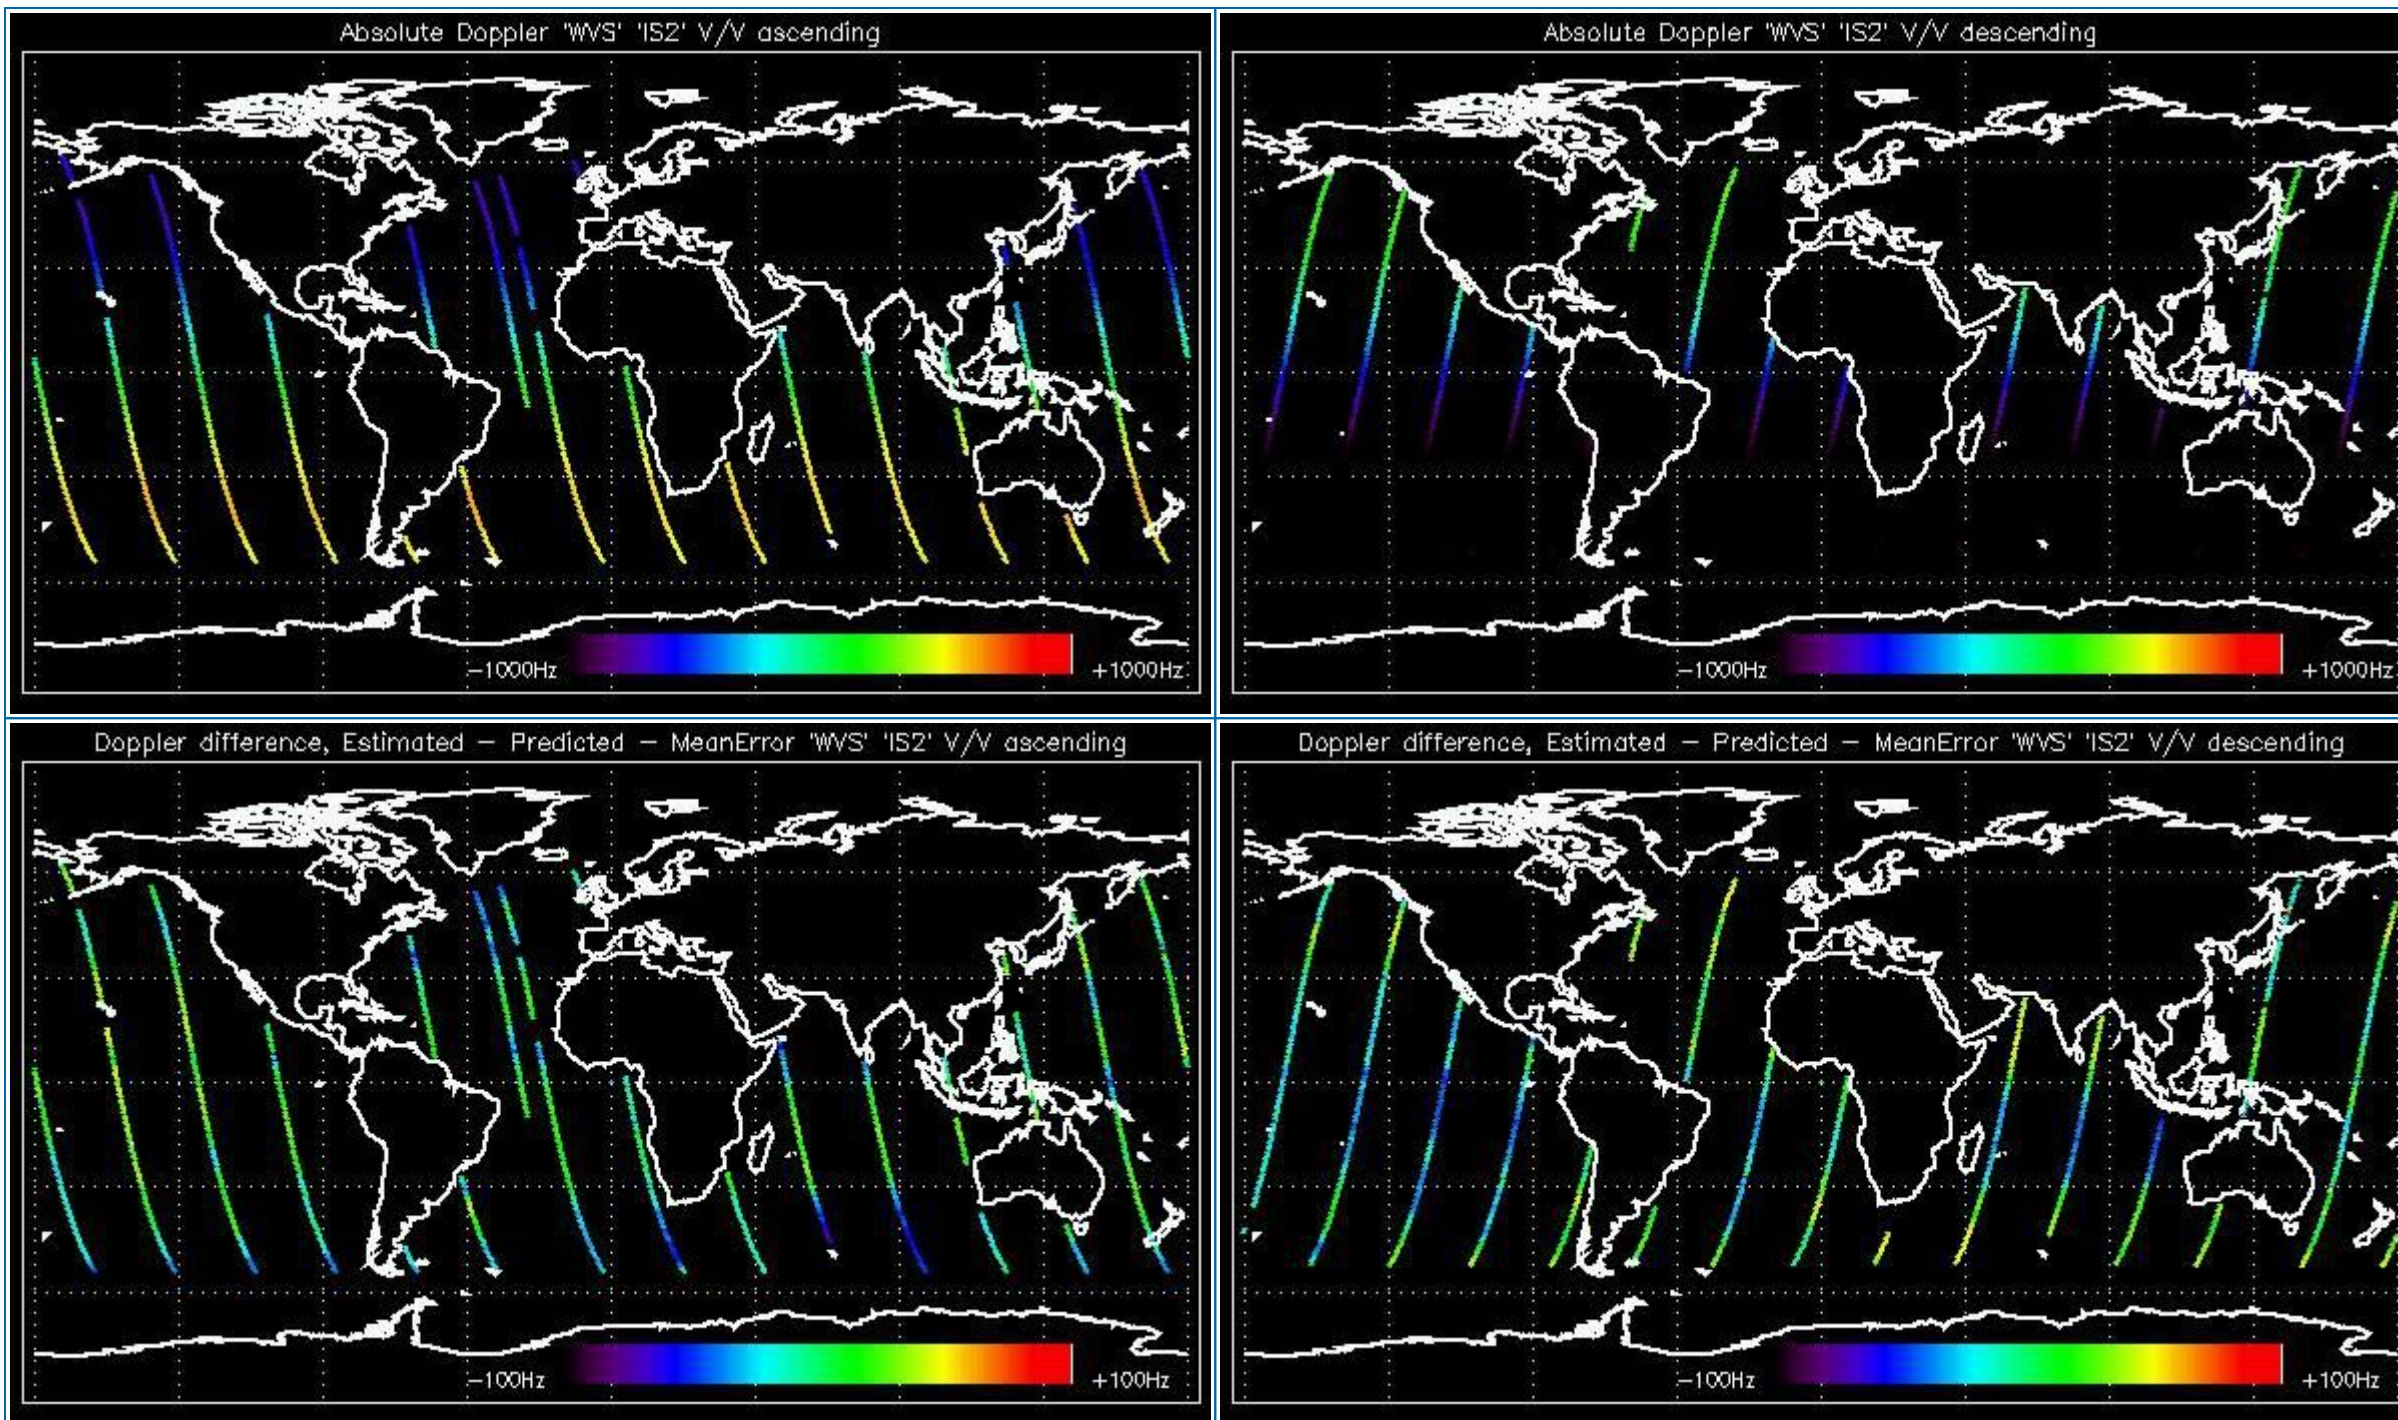 Absolute Doppler 'WVS' 'IS2' V/V ascending
-1000Hz +1000Hz
Absolute Doppler 'WVS' 'IS2' V/V descending
-1000Hz +1000Hz
Doppler difference, Estimated - Predicted - MeanError 'WVS' 'IS2' V/V ascending
-100Hz +100Hz
Doppler difference, Estimated - Predicted - MeanError 'WVS' 'IS2' V/V descending
-100Hz +100Hz